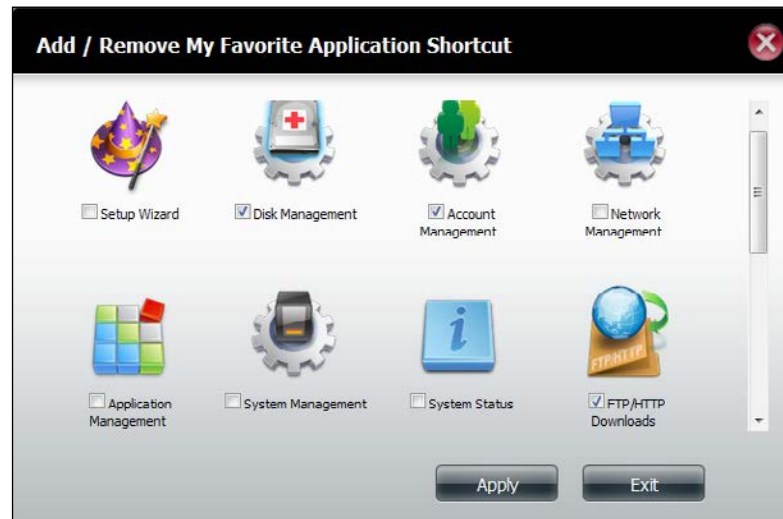 Add / Remove My Favorite Application Shortcut
Setup Wizard
Disk Management
Account
Management
Network
Management
Application
Management
System Management
i
System Status
FTP/HTTP
FTP/HTTP
Downloads
Apply
Exit